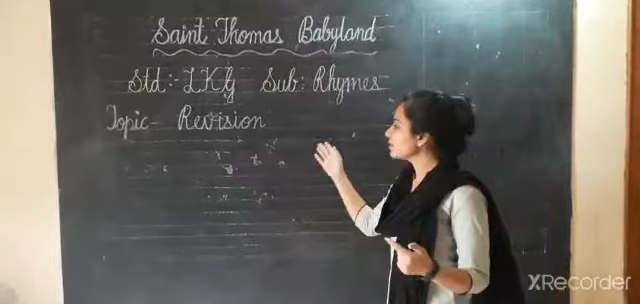 Saint Thomas Babyland
Std:- LKG Sub: Rhymes
Topic- Revision
XRecorder